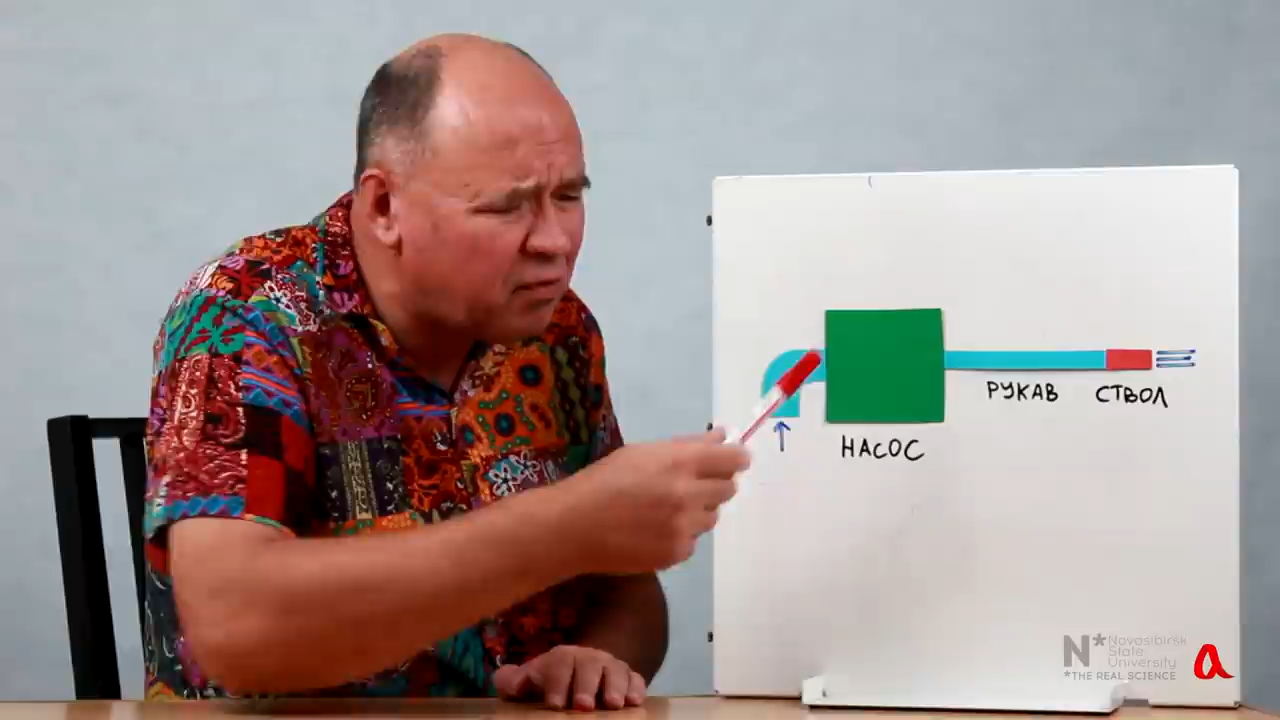 РУКАВ СТВОЛ
НАСОС
N* Novosibirsk
State
University
*THE REAL SCIENCE